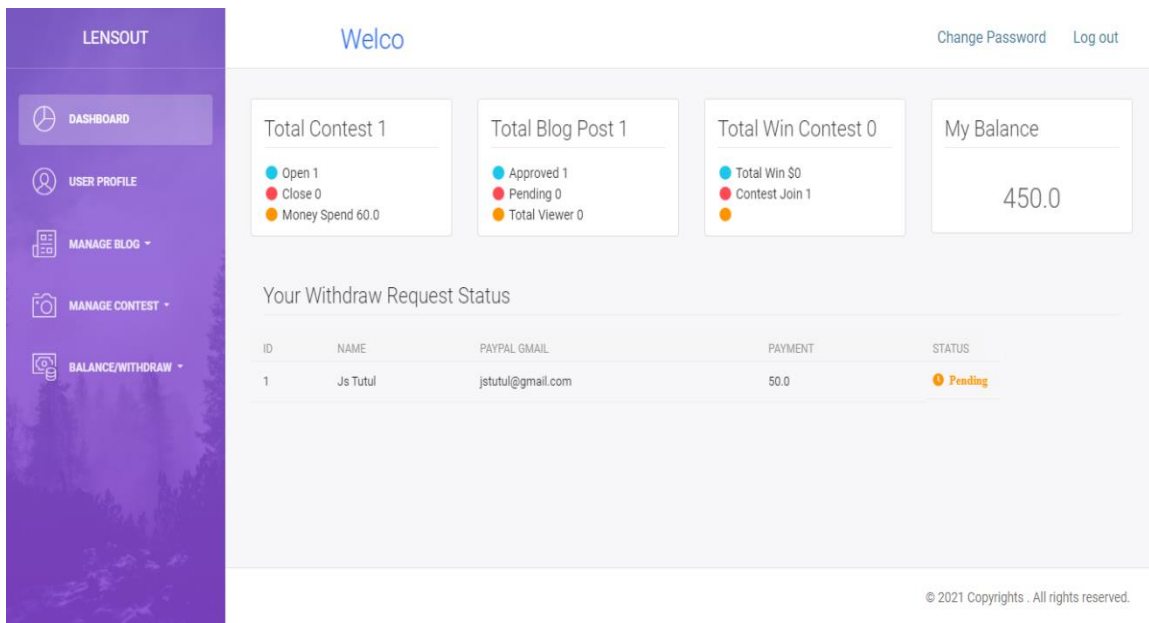 LENSOUT
Welco
Change Password
Log out
DASHBOARD
USER PROFILE
MANAGE BLOG
MANAGE CONTEST
BALANCE/WITHDRAW
Total Contest 1
Open 1
Close 0
Money Spend 60.0
Total Blog Post 1
Approved 1
Pending 0
Total Viewer 0
Total Win Contest 0
Total Win $0
Contest Join 1
My Balance
450.0
Your Withdraw Request Status
ID NAME PAYPAL GMAIL PAYMENT STATUS
1 Js Tutul jstutul@gmail.com 50.0 Pending
© 2021 Copyrights . All rights reserved.